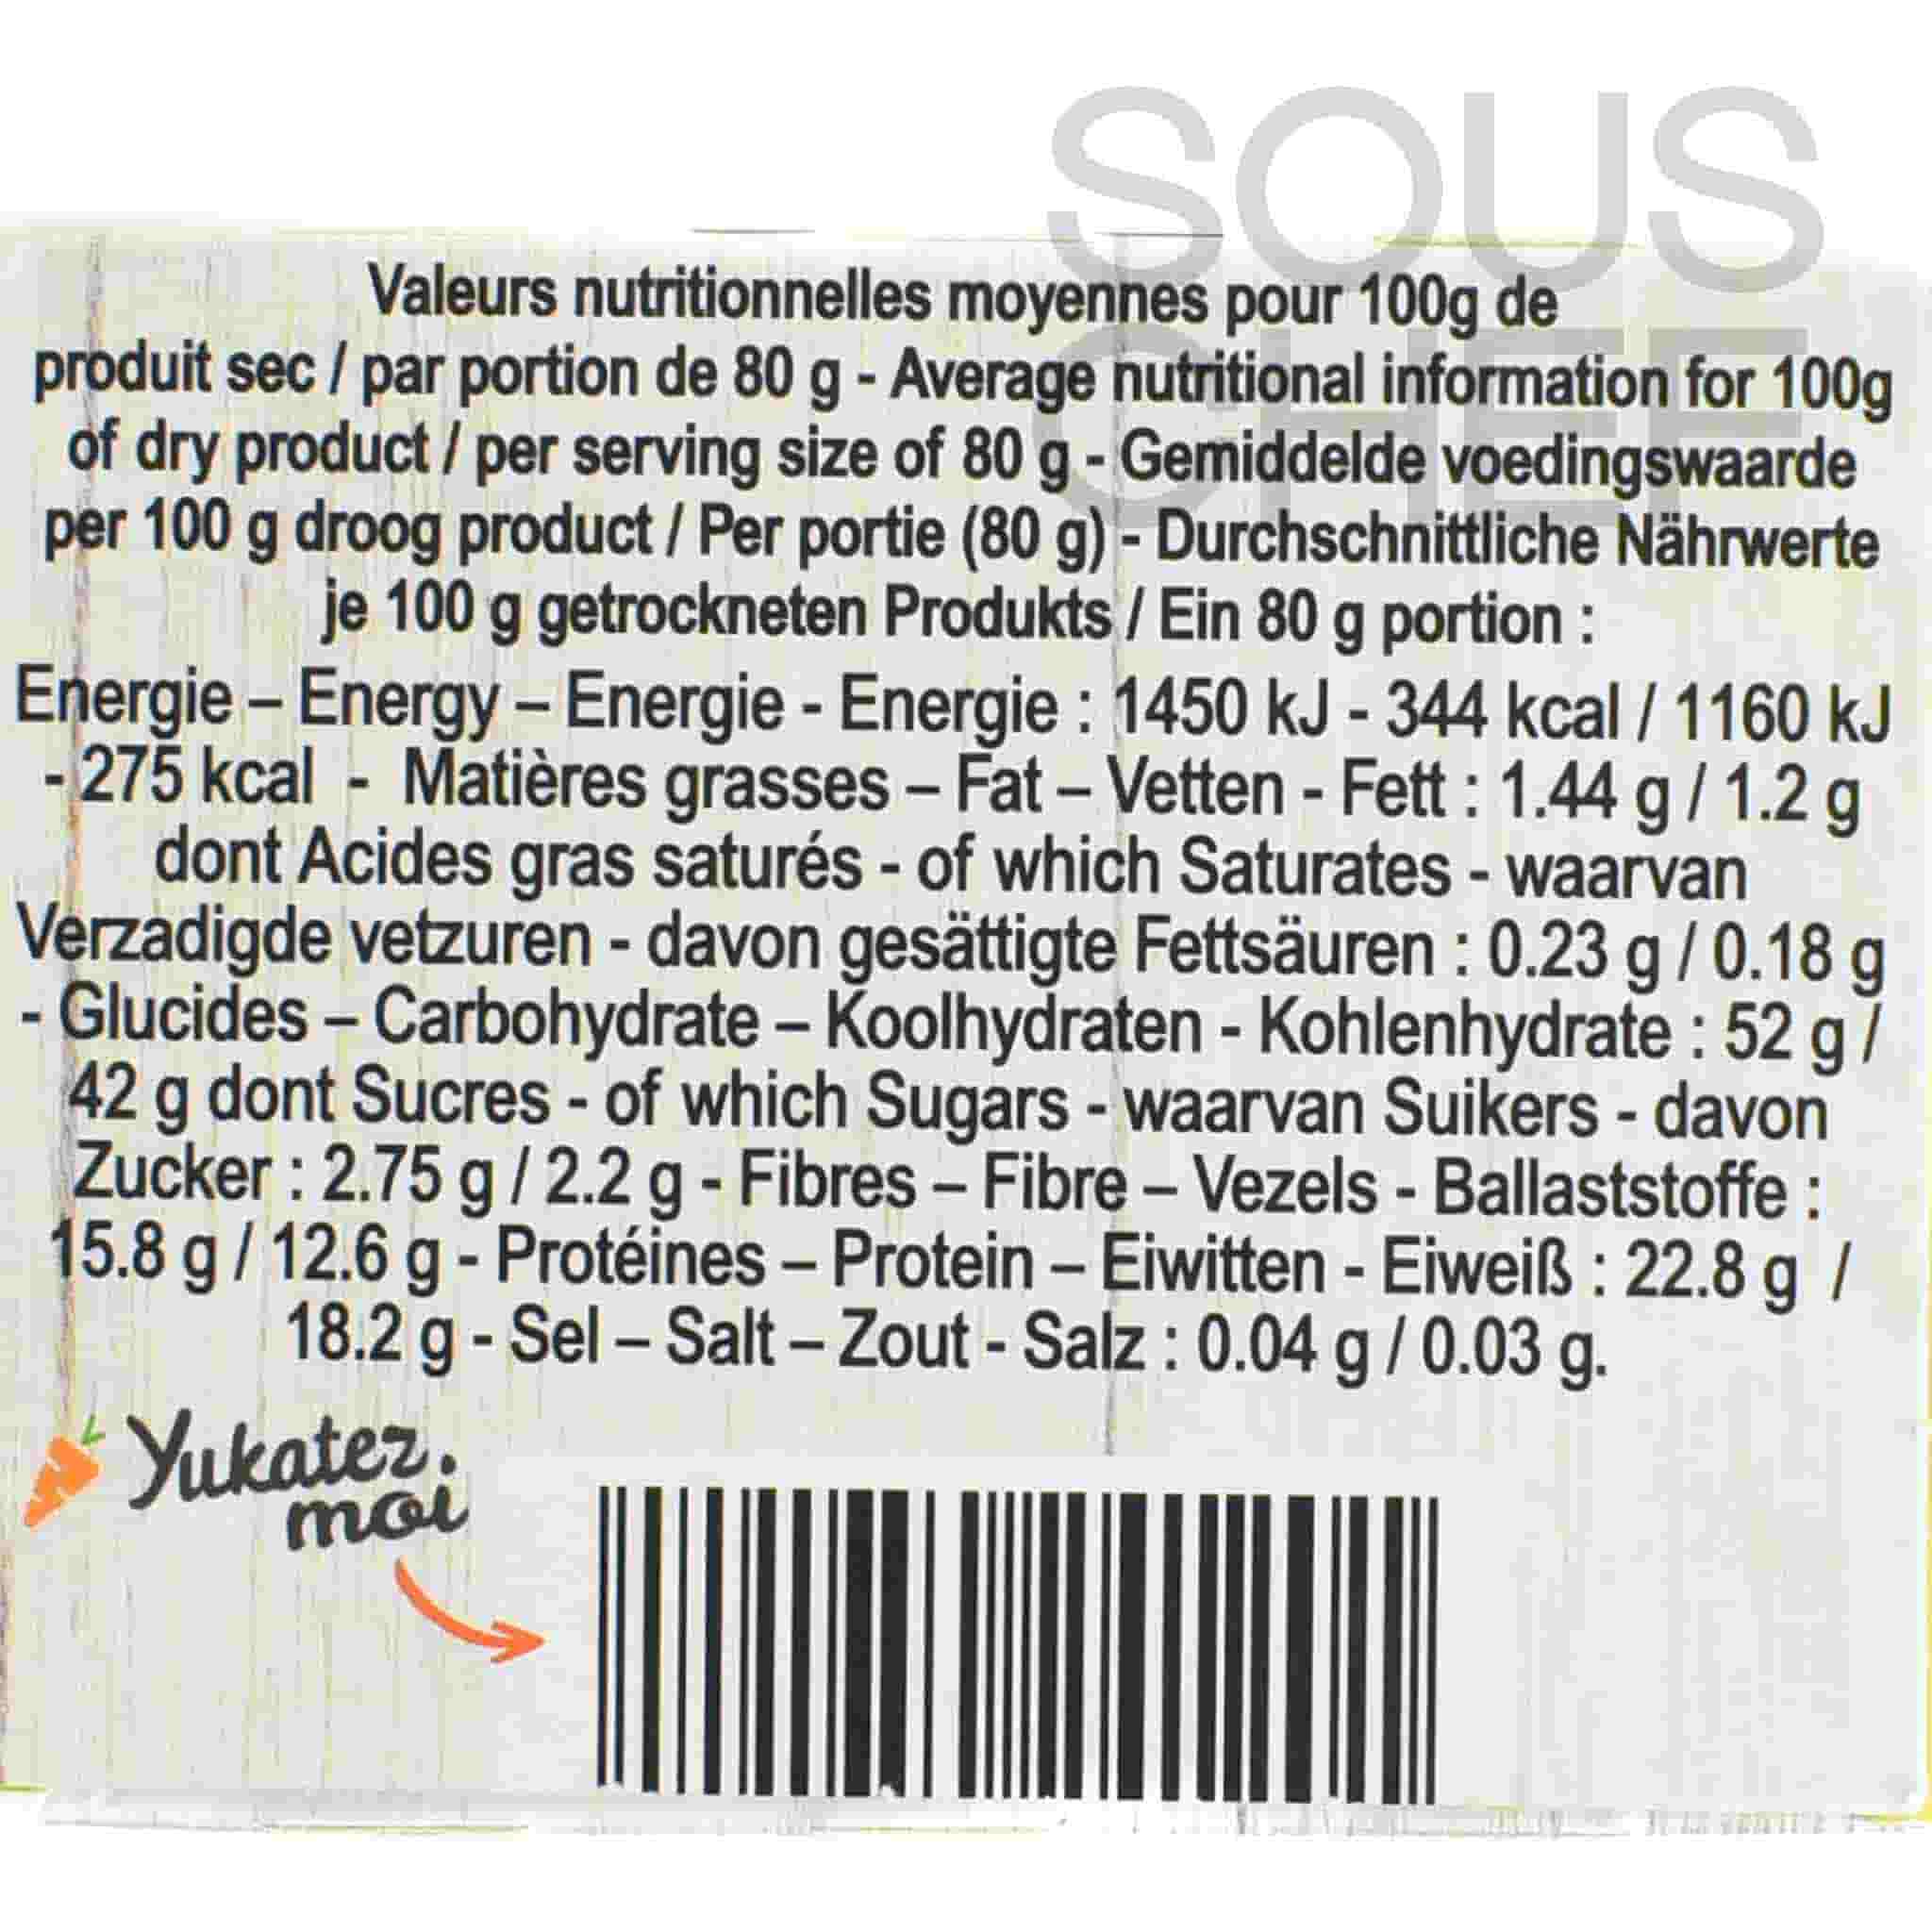 SOUS
CHEF
Valeurs nutritionnelles moyennes pour 100g de
produit sec / par portion de 80 g - Average nutritional information for 100g
of dry product / per serving size of 80 g - Gemiddelde voedingswaarde
per 100 g droog product / Per portie (80 g) - Durchschnittliche Nährwerte
je 100 g getrockneten Produkts / Ein 80 g portion :
Energie – Energy – Energie - Energie : 1450 kJ - 344 kcal / 1160 kJ
- 275 kcal - Matières grasses – Fat – Vetten - Fett : 1.44 g / 1.2 g
dont Acides gras saturés - of which Saturates - waarvan
Verzadigde vetzuren - davon gesättigte Fettsäuren : 0.23 g / 0.18 g
- Glucides – Carbohydrate – Koolhydraten - Kohlenhydrate : 52 g /
42 g dont Sucres - of which Sugars - waarvan Suikers - davon
Zucker : 2.75 g / 2.2 g - Fibres – Fibre – Vezels - Ballaststoffe :
15.8 g / 12.6 g - Protéines – Protein – Eiwitten - Eiweiß : 22.8 g /
18.2 g - Sel – Salt – Zout - Salz : 0.04 g / 0.03 g.
Yukatez.
moi